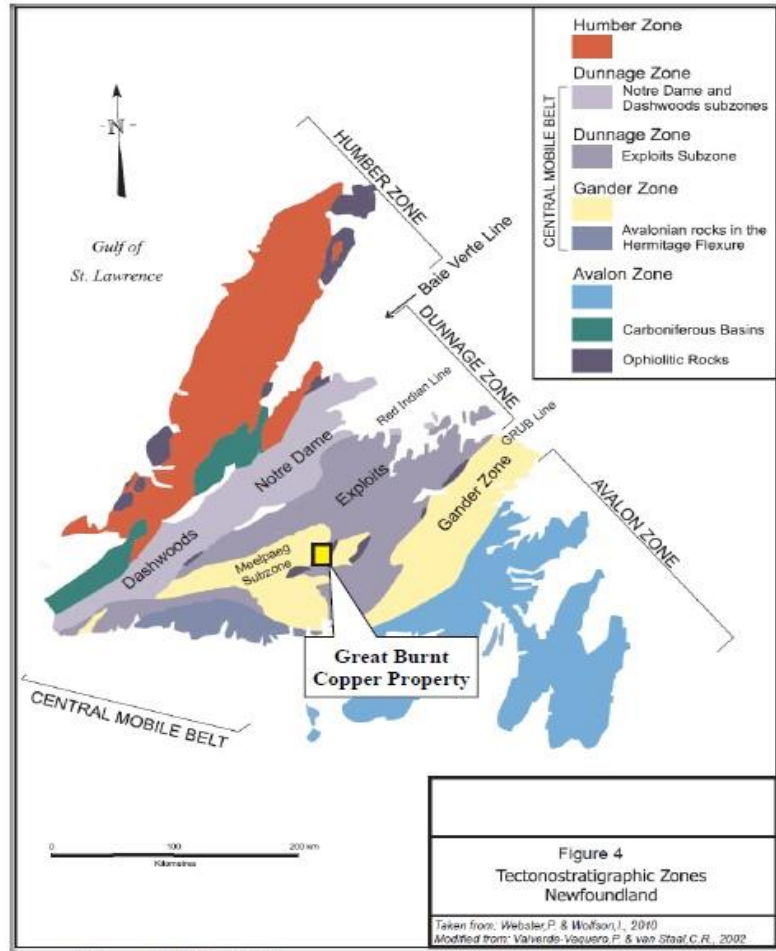 Humber Zone
Dunnage Zone
Notre Dame and
Dashwoods subzones
Dunnage Zone
Exploits Subzone
Gander Zone
Avalonian rocks in the
Hermitage Flexure
CENTRAL MOBILE BELT
Avalon Zone
Carboniferous Basins
Ophiolitic Rocks
N
Gulf of
St. Lawrence
HUMBER ZONE
Baie Verte Line
DUNNAGE ZONE
Red Indian Line
GRUB Line
AVALON ZONE
Notre Dame
Exploits
Gander Zone
Dashwoods
Meelpaeg
Subzone
Great Burnt
Copper Property
CENTRAL MOBILE BELT
0 100 200 km
Kilometres
Figure 4
Tectonostratigraphic Zones
Newfoundland
Taken from: Webster,P. & Wolfson,I., 2010
Modified from: Valverde-Vaquero,P. & van Staal,C.R., 2002